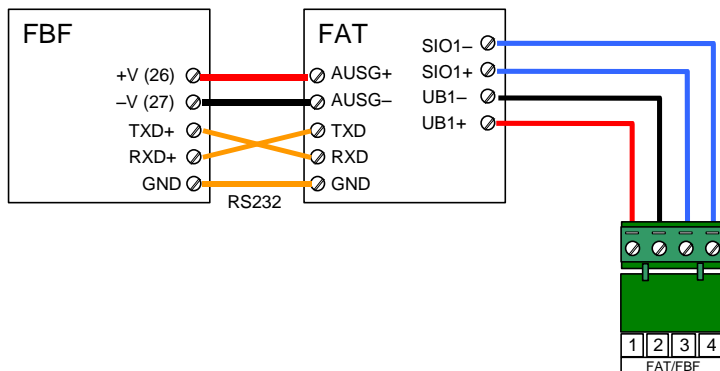 FBF
+V (26)
–V (27)
TXD+
RXD+
GND
RS232
FAT
AUSG+
AUSG–
TXD
RXD
GND
SIO1–
SIO1+
UB1–
UB1+
1 2 3 4
FAT/FBF